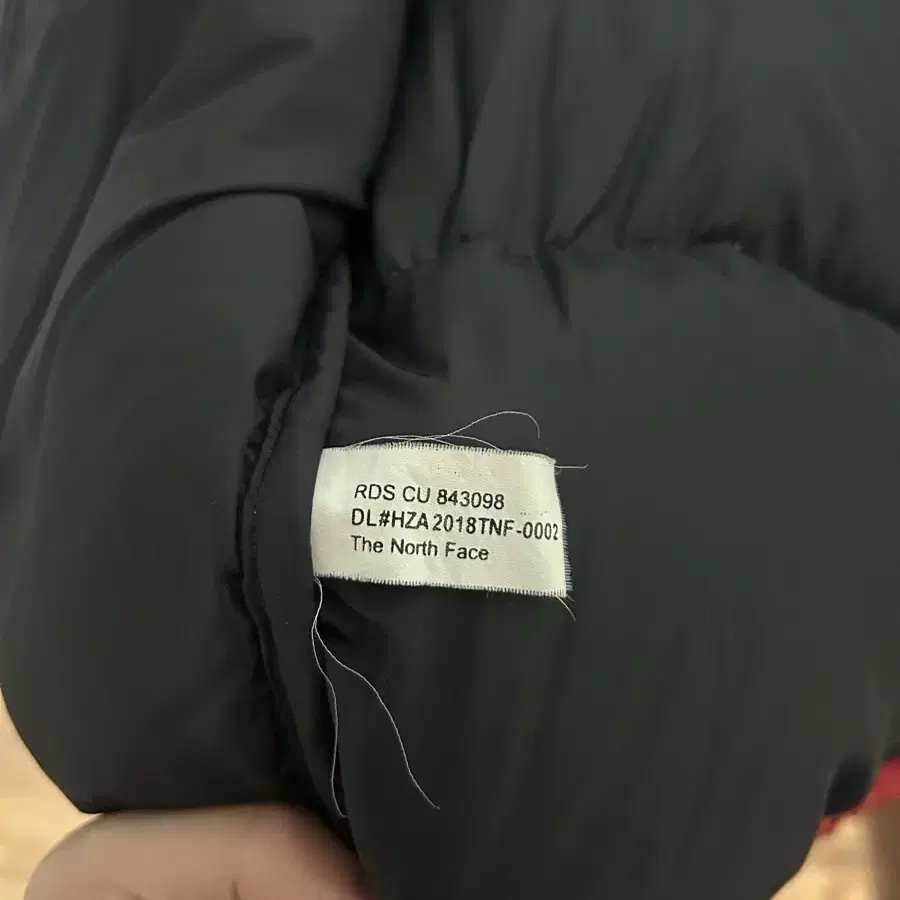 RDS CU 843098
DL#HZA2018TNF-0002
The North Face